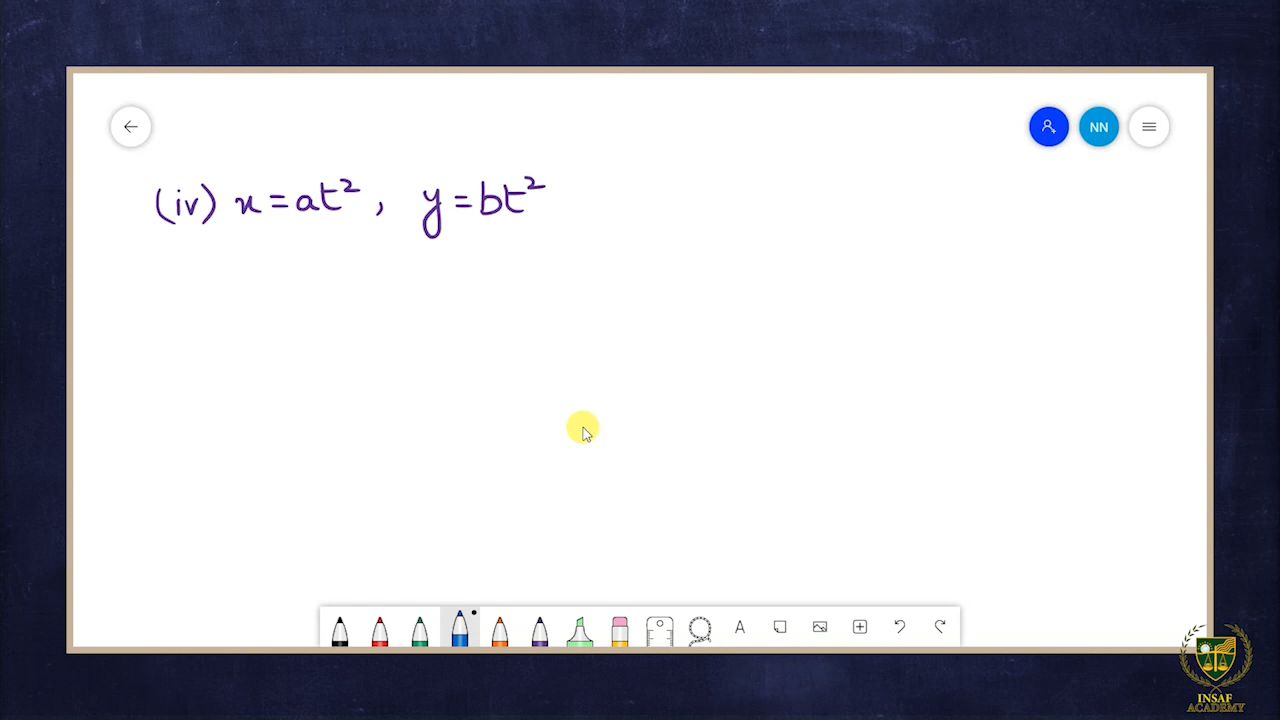 NN
(iv) x = at², y = bt²
A
INSAF
ACADEMY